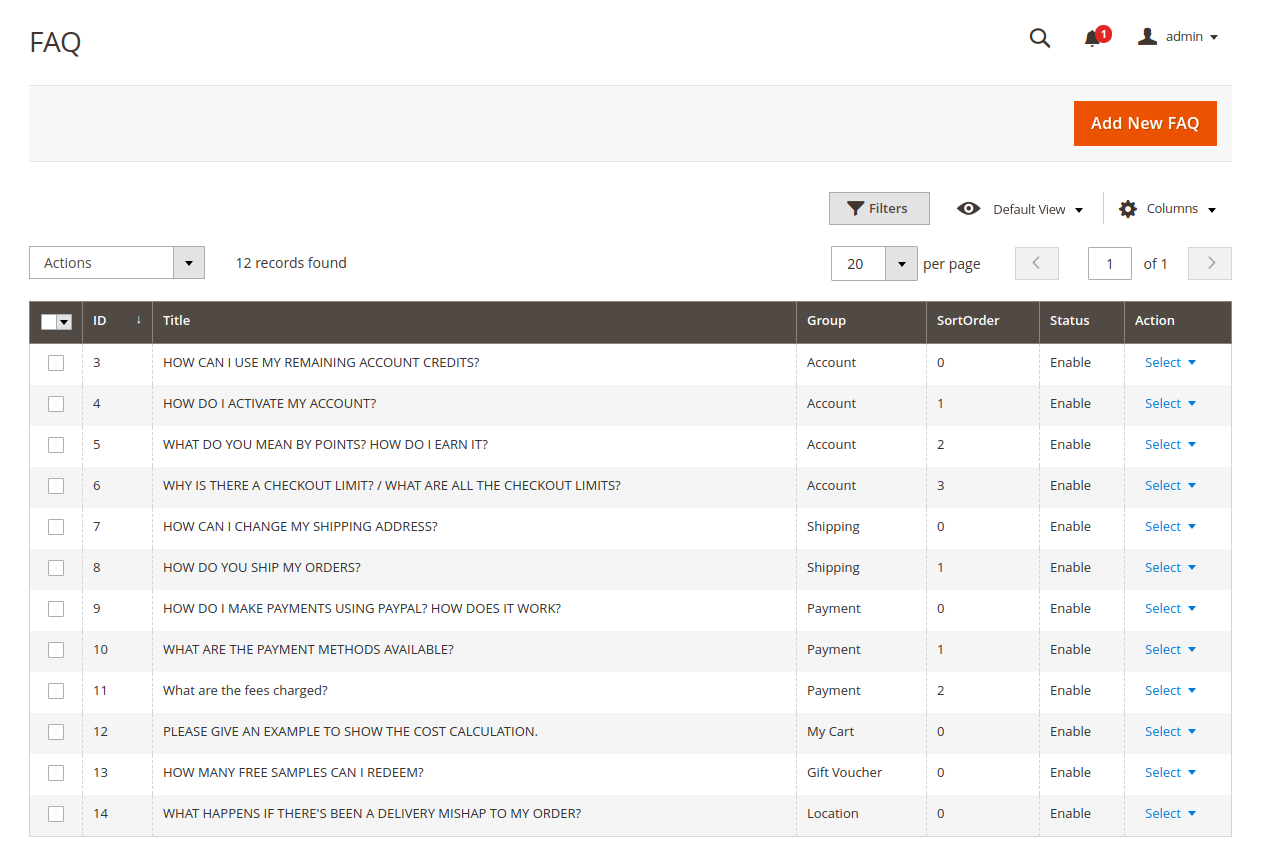 FAQ
1
admin
Add New FAQ
Filters
Default View
Columns
Actions
12 records found
20 per page
1 of 1
ID ↓ Title Group SortOrder Status Action
3 HOW CAN I USE MY REMAINING ACCOUNT CREDITS? Account 0 Enable Select
4 HOW DO I ACTIVATE MY ACCOUNT? Account 1 Enable Select
5 WHAT DO YOU MEAN BY POINTS? HOW DO I EARN IT? Account 2 Enable Select
6 WHY IS THERE A CHECKOUT LIMIT? / WHAT ARE ALL THE CHECKOUT LIMITS? Account 3 Enable Select
7 HOW CAN I CHANGE MY SHIPPING ADDRESS? Shipping 0 Enable Select
8 HOW DO YOU SHIP MY ORDERS? Shipping 1 Enable Select
9 HOW DO I MAKE PAYMENTS USING PAYPAL? HOW DOES IT WORK? Payment 0 Enable Select
10 WHAT ARE THE PAYMENT METHODS AVAILABLE? Payment 1 Enable Select
11 What are the fees charged? Payment 2 Enable Select
12 PLEASE GIVE AN EXAMPLE TO SHOW THE COST CALCULATION. My Cart 0 Enable Select
13 HOW MANY FREE SAMPLES CAN I REDEEM? Gift Voucher 0 Enable Select
14 WHAT HAPPENS IF THERE'S BEEN A DELIVERY MISHAP TO MY ORDER? Location 0 Enable Select